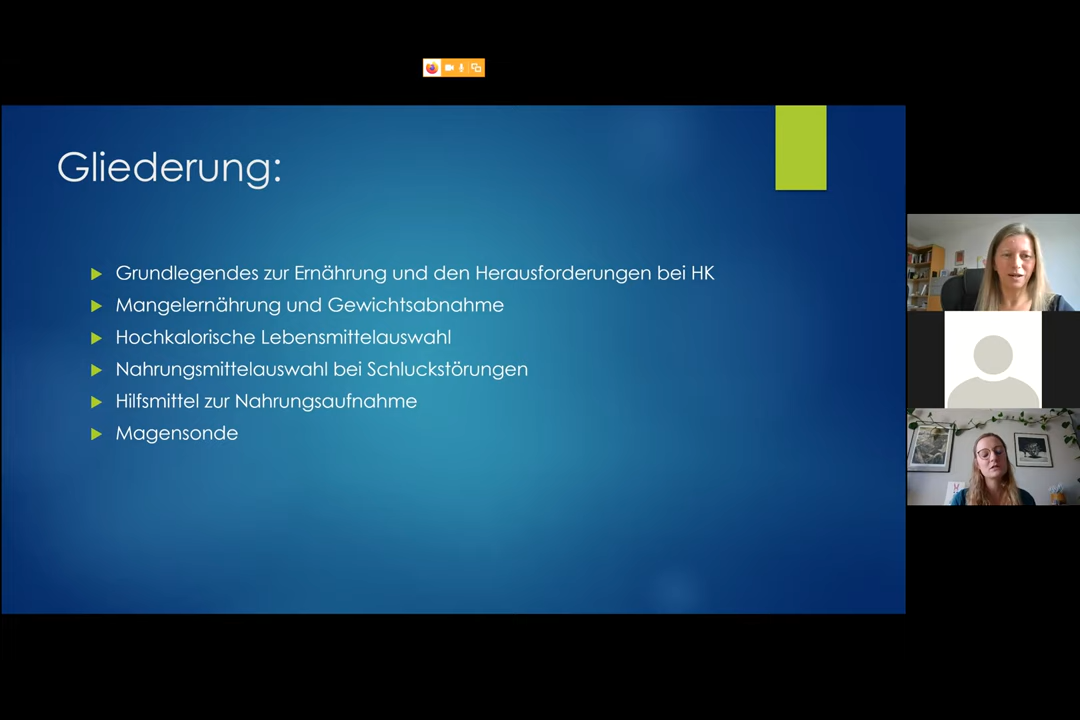 Gliederung:
Grundlegendes zur Ernährung und den Herausforderungen bei HK
Mangelernährung und Gewichtsabnahme
Hochkalorische Lebensmittelauswahl
Nahrungsmittelauswahl bei Schluckstörungen
Hilfsmittel zur Nahrungsaufnahme
Magensonde